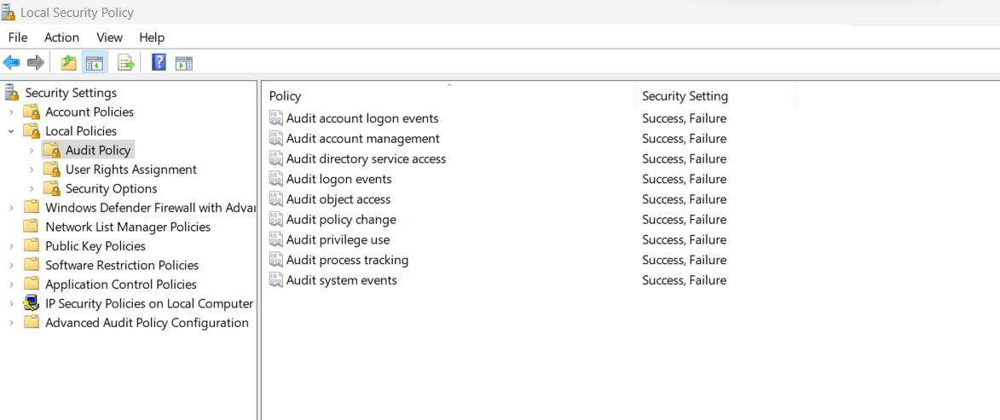 Local Security Policy
File Action View Help
Security Settings
Account Policies
Local Policies
Audit Policy
User Rights Assignment
Security Options
Windows Defender Firewall with Advai
Network List Manager Policies
Public Key Policies
Software Restriction Policies
Application Control Policies
IP Security Policies on Local Computer
Advanced Audit Policy Configuration
Policy Security Setting
Audit account logon events Success, Failure
Audit account management Success, Failure
Audit directory service access Success, Failure
Audit logon events Success, Failure
Audit object access Success, Failure
Audit policy change Success, Failure
Audit privilege use Success, Failure
Audit process tracking Success, Failure
Audit system events Success, Failure